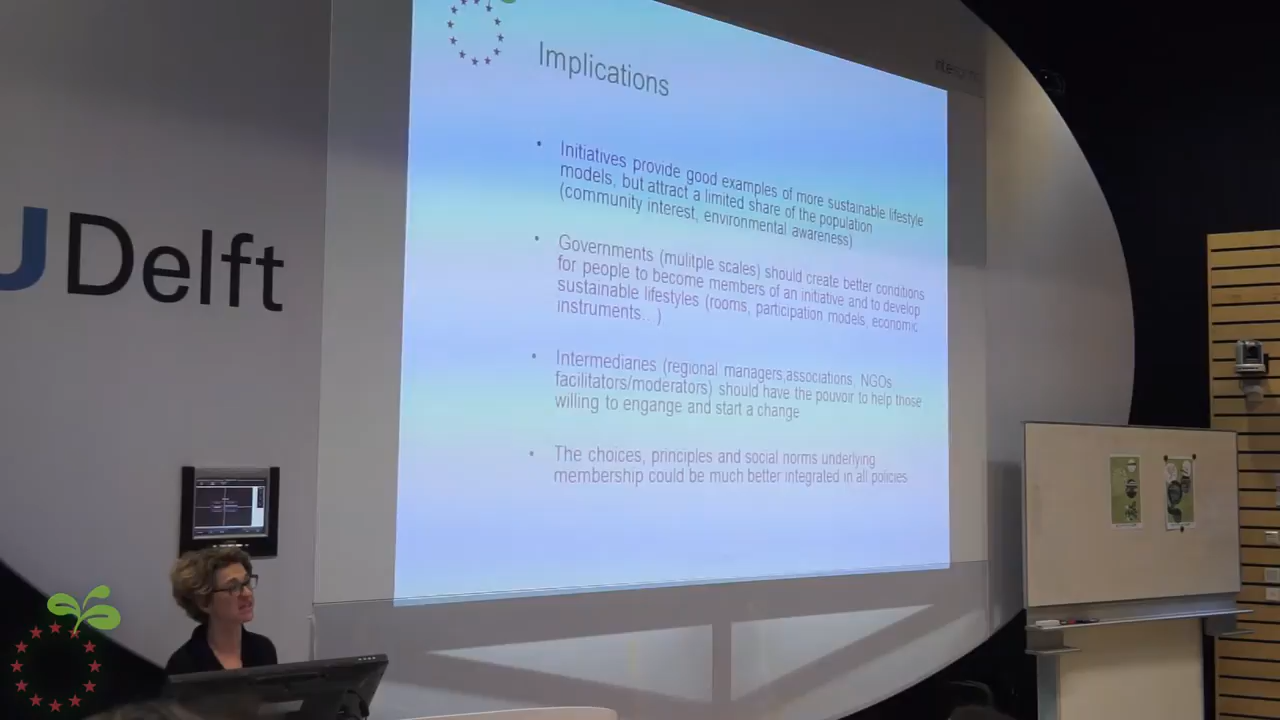 Implications
• Initiatives provide good examples of more sustainable lifestyle
models, but attract a limited share of the population
(community interest, environmental awareness)
• Governments (mulitple scales) should create better conditions
for people to become members of an initiative and to develop
sustainable lifestyles (rooms, participation models, economic
instruments...)
• Intermedianes (regional managers,associations, NGOs,
facilitators/moderators) should have the pouvoir to help those
willing to engange and start a change
• The choices, principles and social norms underlying
membership could be much better integrated in all policies
UDelft